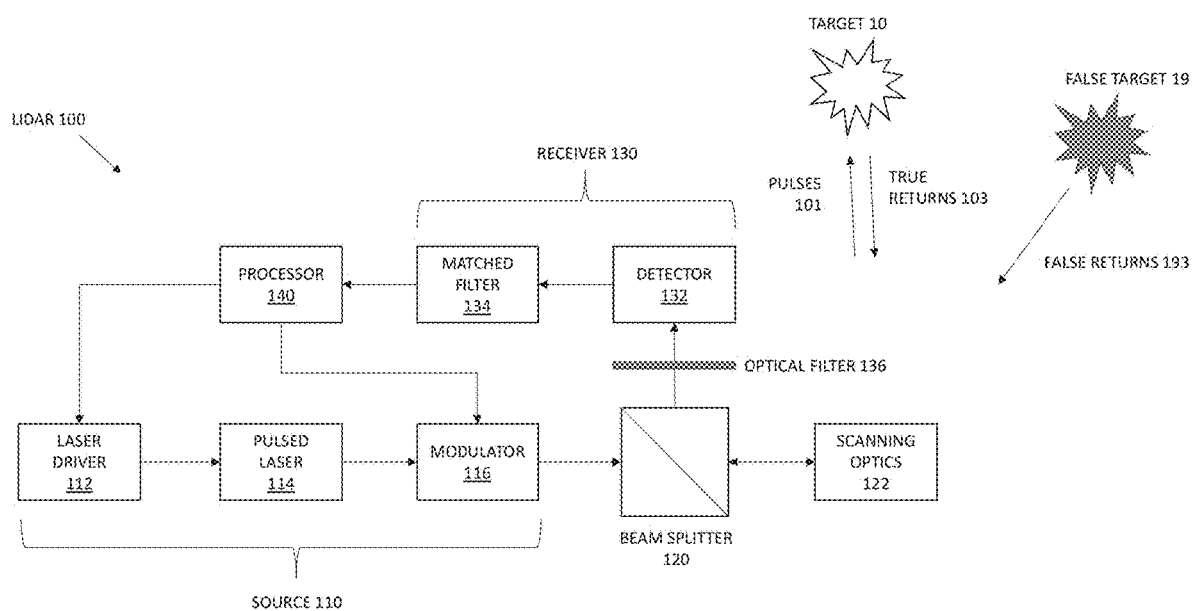 TARGET 10
FALSE TARGET 19
LIDAR 100
RECEIVER 130
PULSES
101
TRUE
RETURNS 103
PROCESSOR
140
MATCHED
FILTER
134
DETECTOR
132
FALSE RETURNS 193
OPTICAL FILTER 136
LASER
DRIVER
112
PULSED
LASER
114
MODULATOR
116
SCANNING
OPTICS
122
BEAM SPLITTER
120
SOURCE 110